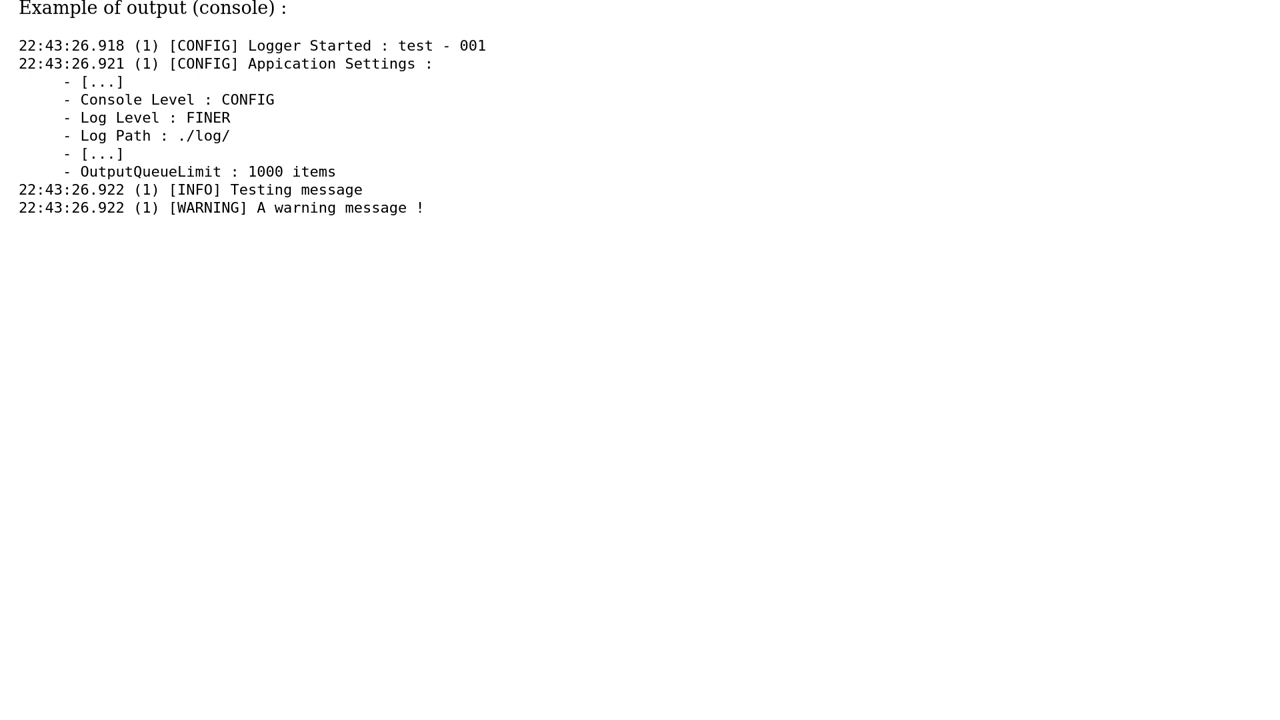 Example of output (console) :
22:43:26.918 (1) [CONFIG] Logger Started : test - 001
22:43:26.921 (1) [CONFIG] Appication Settings :
- [...]
- Console Level : CONFIG
- Log Level : FINER
- Log Path : ./log/
- [...]
- OutputQueueLimit : 1000 items
22:43:26.922 (1) [INFO] Testing message
22:43:26.922 (1) [WARNING] A warning message !